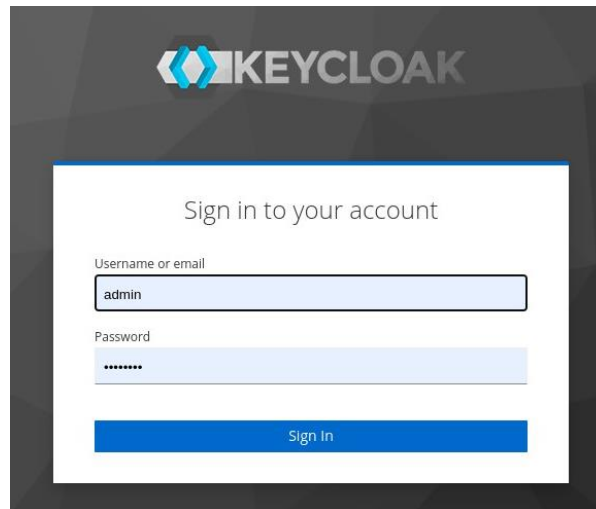 KEYCLOAK
Sign in to your account
Username or email
admin
Password
••••••••
Sign In